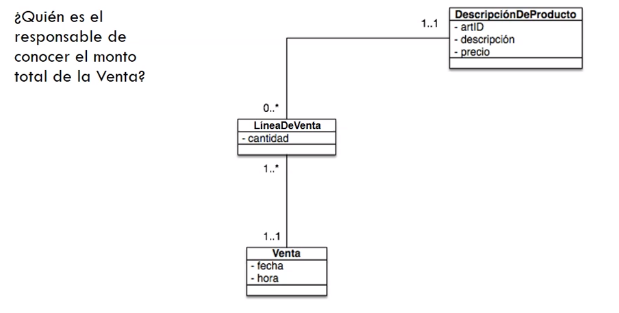 ¿Quién es el
responsable de
conocer el monto
total de la Venta?
1..1
DescripciónDeProducto
- artID
- descripción
- precio
0..*
LineaDeVenta
- cantidad
1..*
1..1
Venta
- fecha
- hora